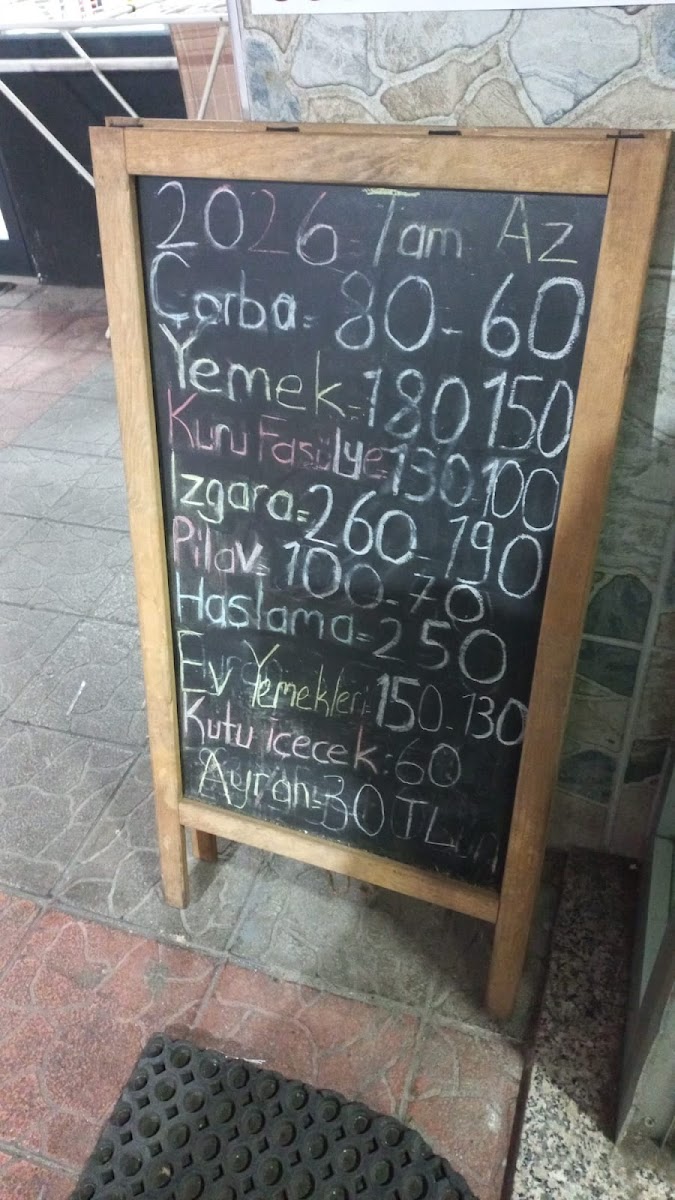 2026= Tam Az
Çorba= 80-60
Yemek=180 150
Kuru Fasülye=130-100
Izgara=260-190
Pilav=100-70
Haşlama=250
Ev Yemekleri=150-130
Kutu içecek:60
Ayran=30 TL